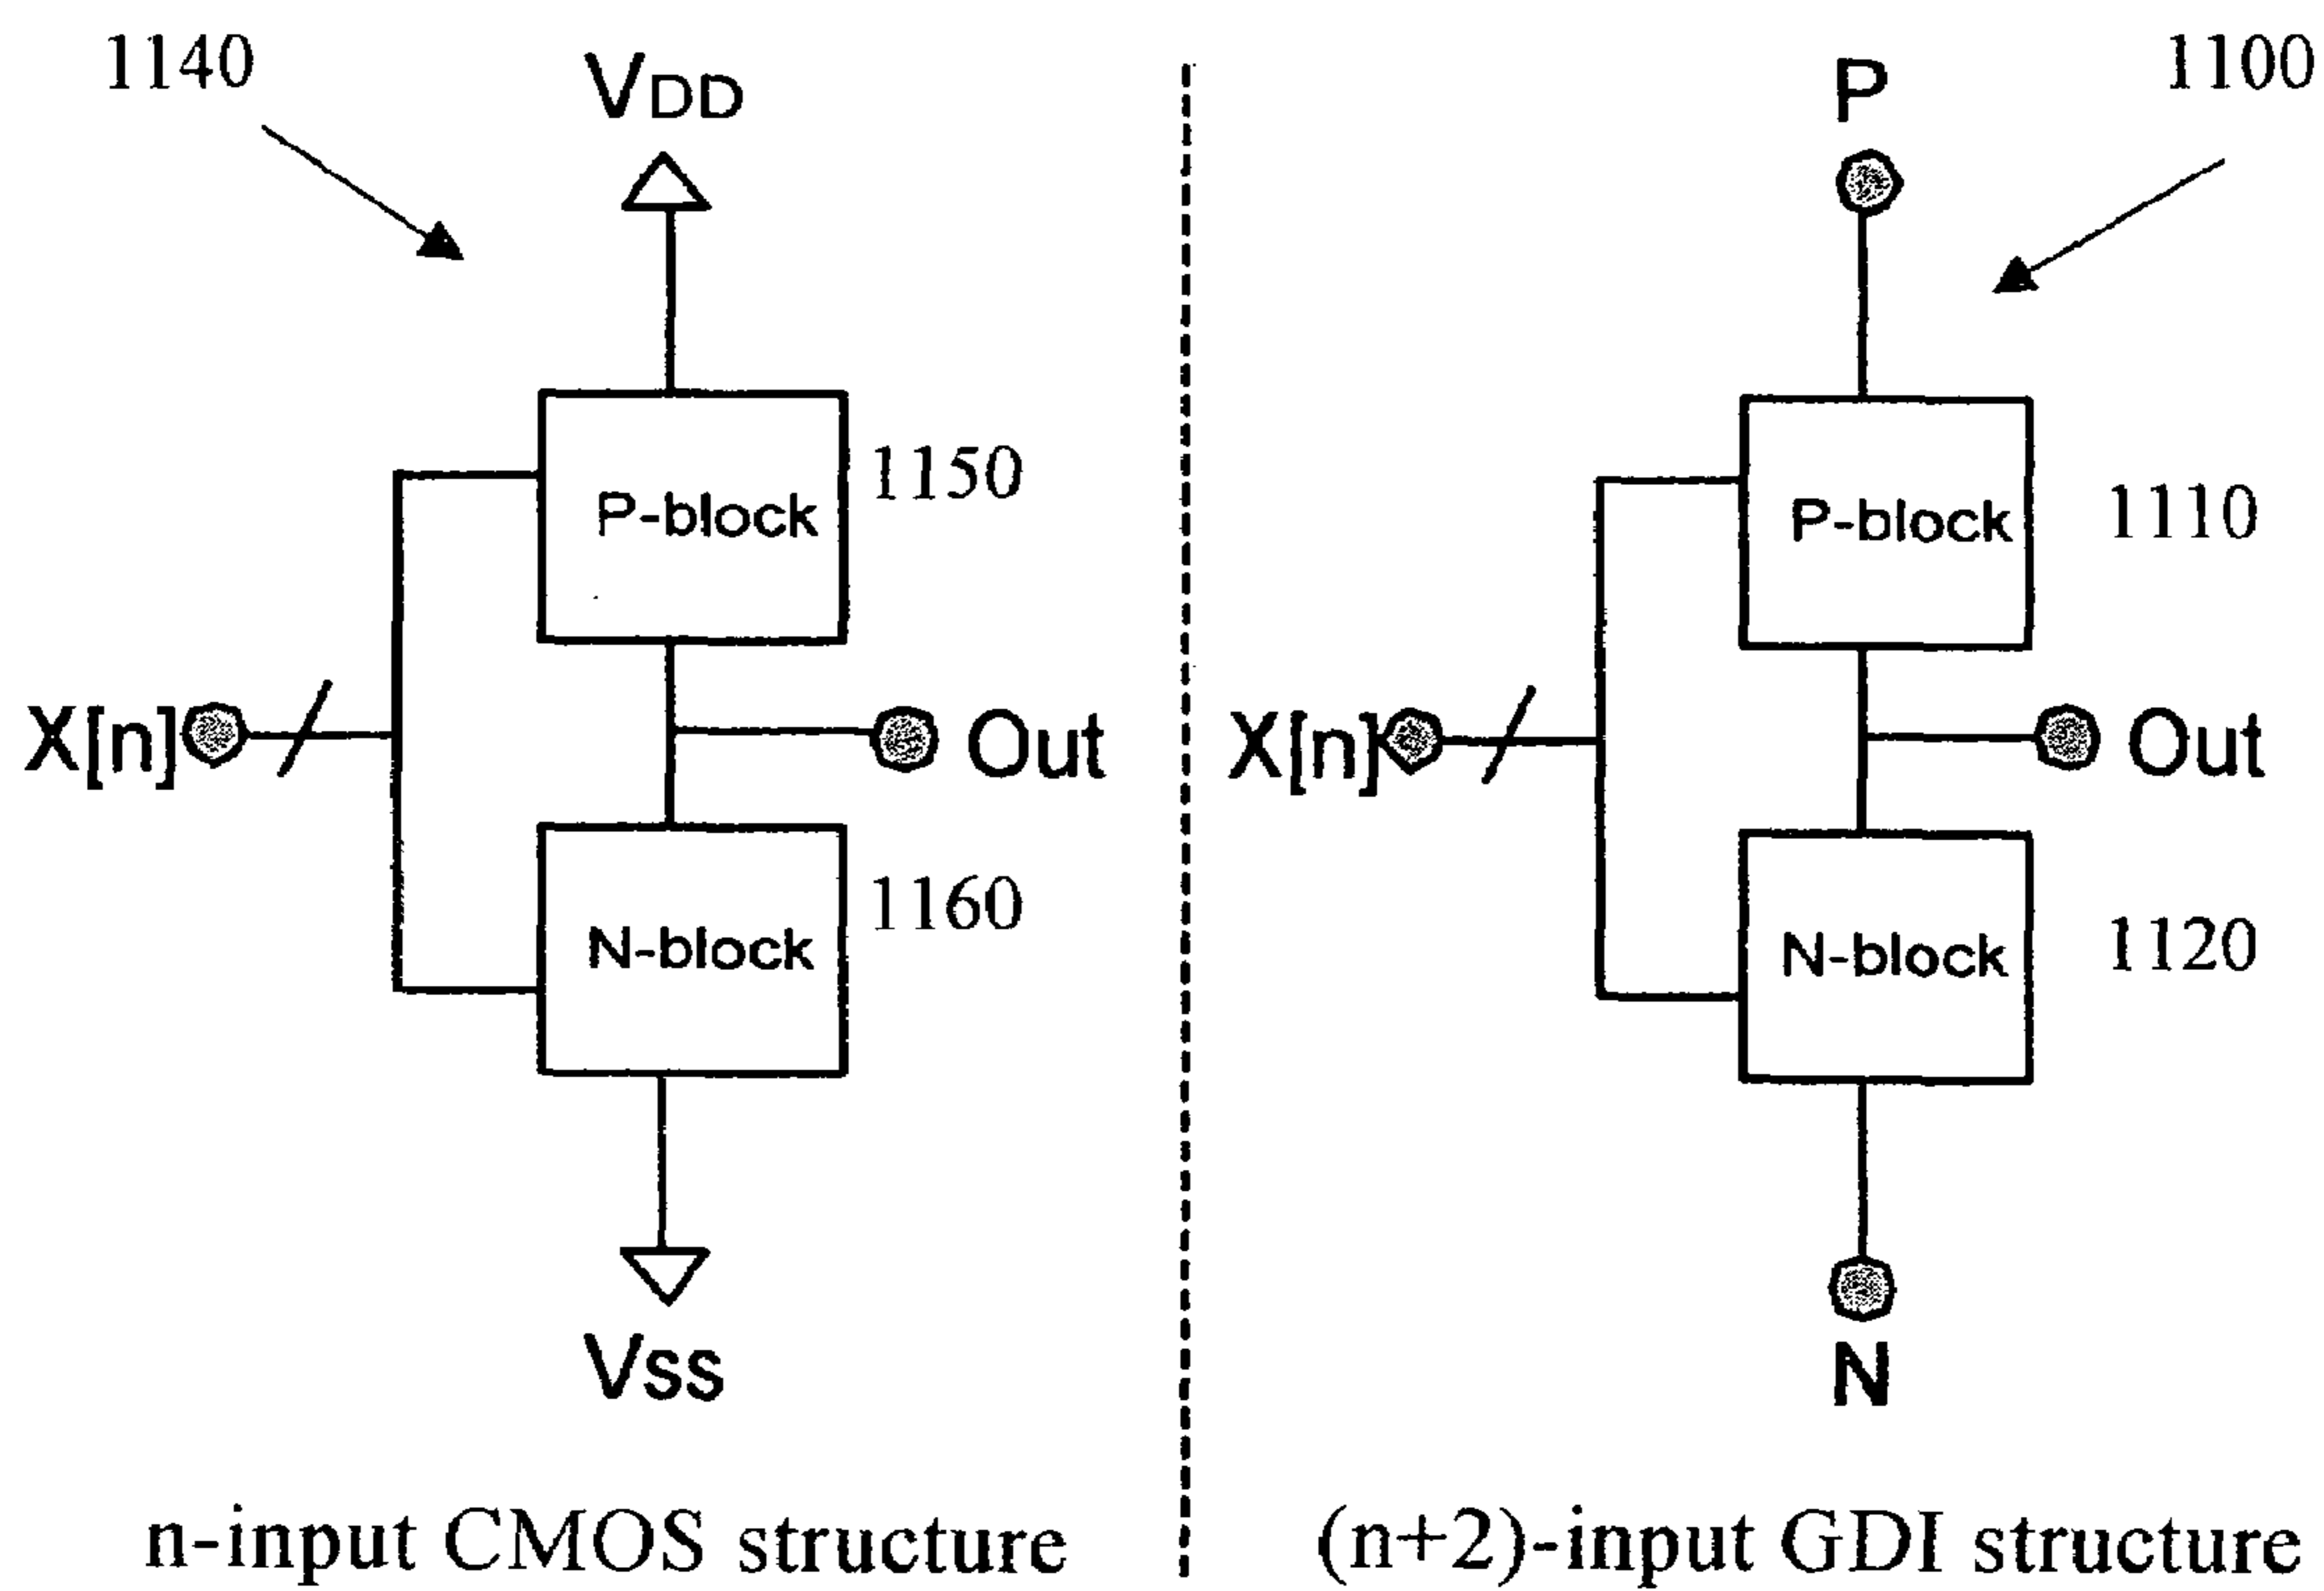 1140
VDD
1150
P-block
X[n]
Out
1160
N-block
VSS
n-input CMOS structure
1100
P
P-block
1110
X[n]
Out
N-block
1120
N
(n+2)-input GDI structure